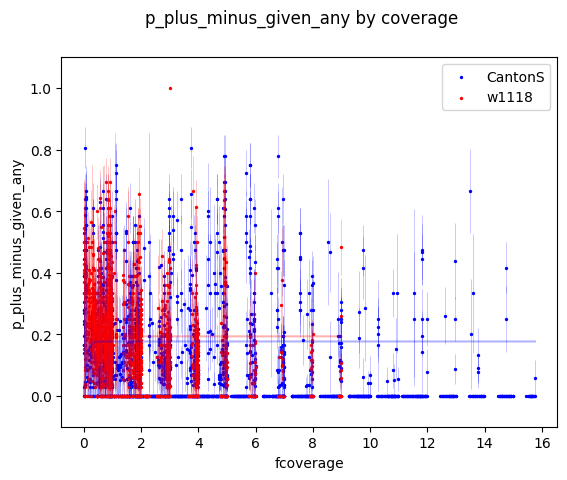 p_plus_minus_given_any by coverage
CantonS
w1118
p_plus_minus_given_any
1.0
0.8
0.6
0.4
0.2
0.0
0 2 4 6 8 10 12 14 16
fcoverage